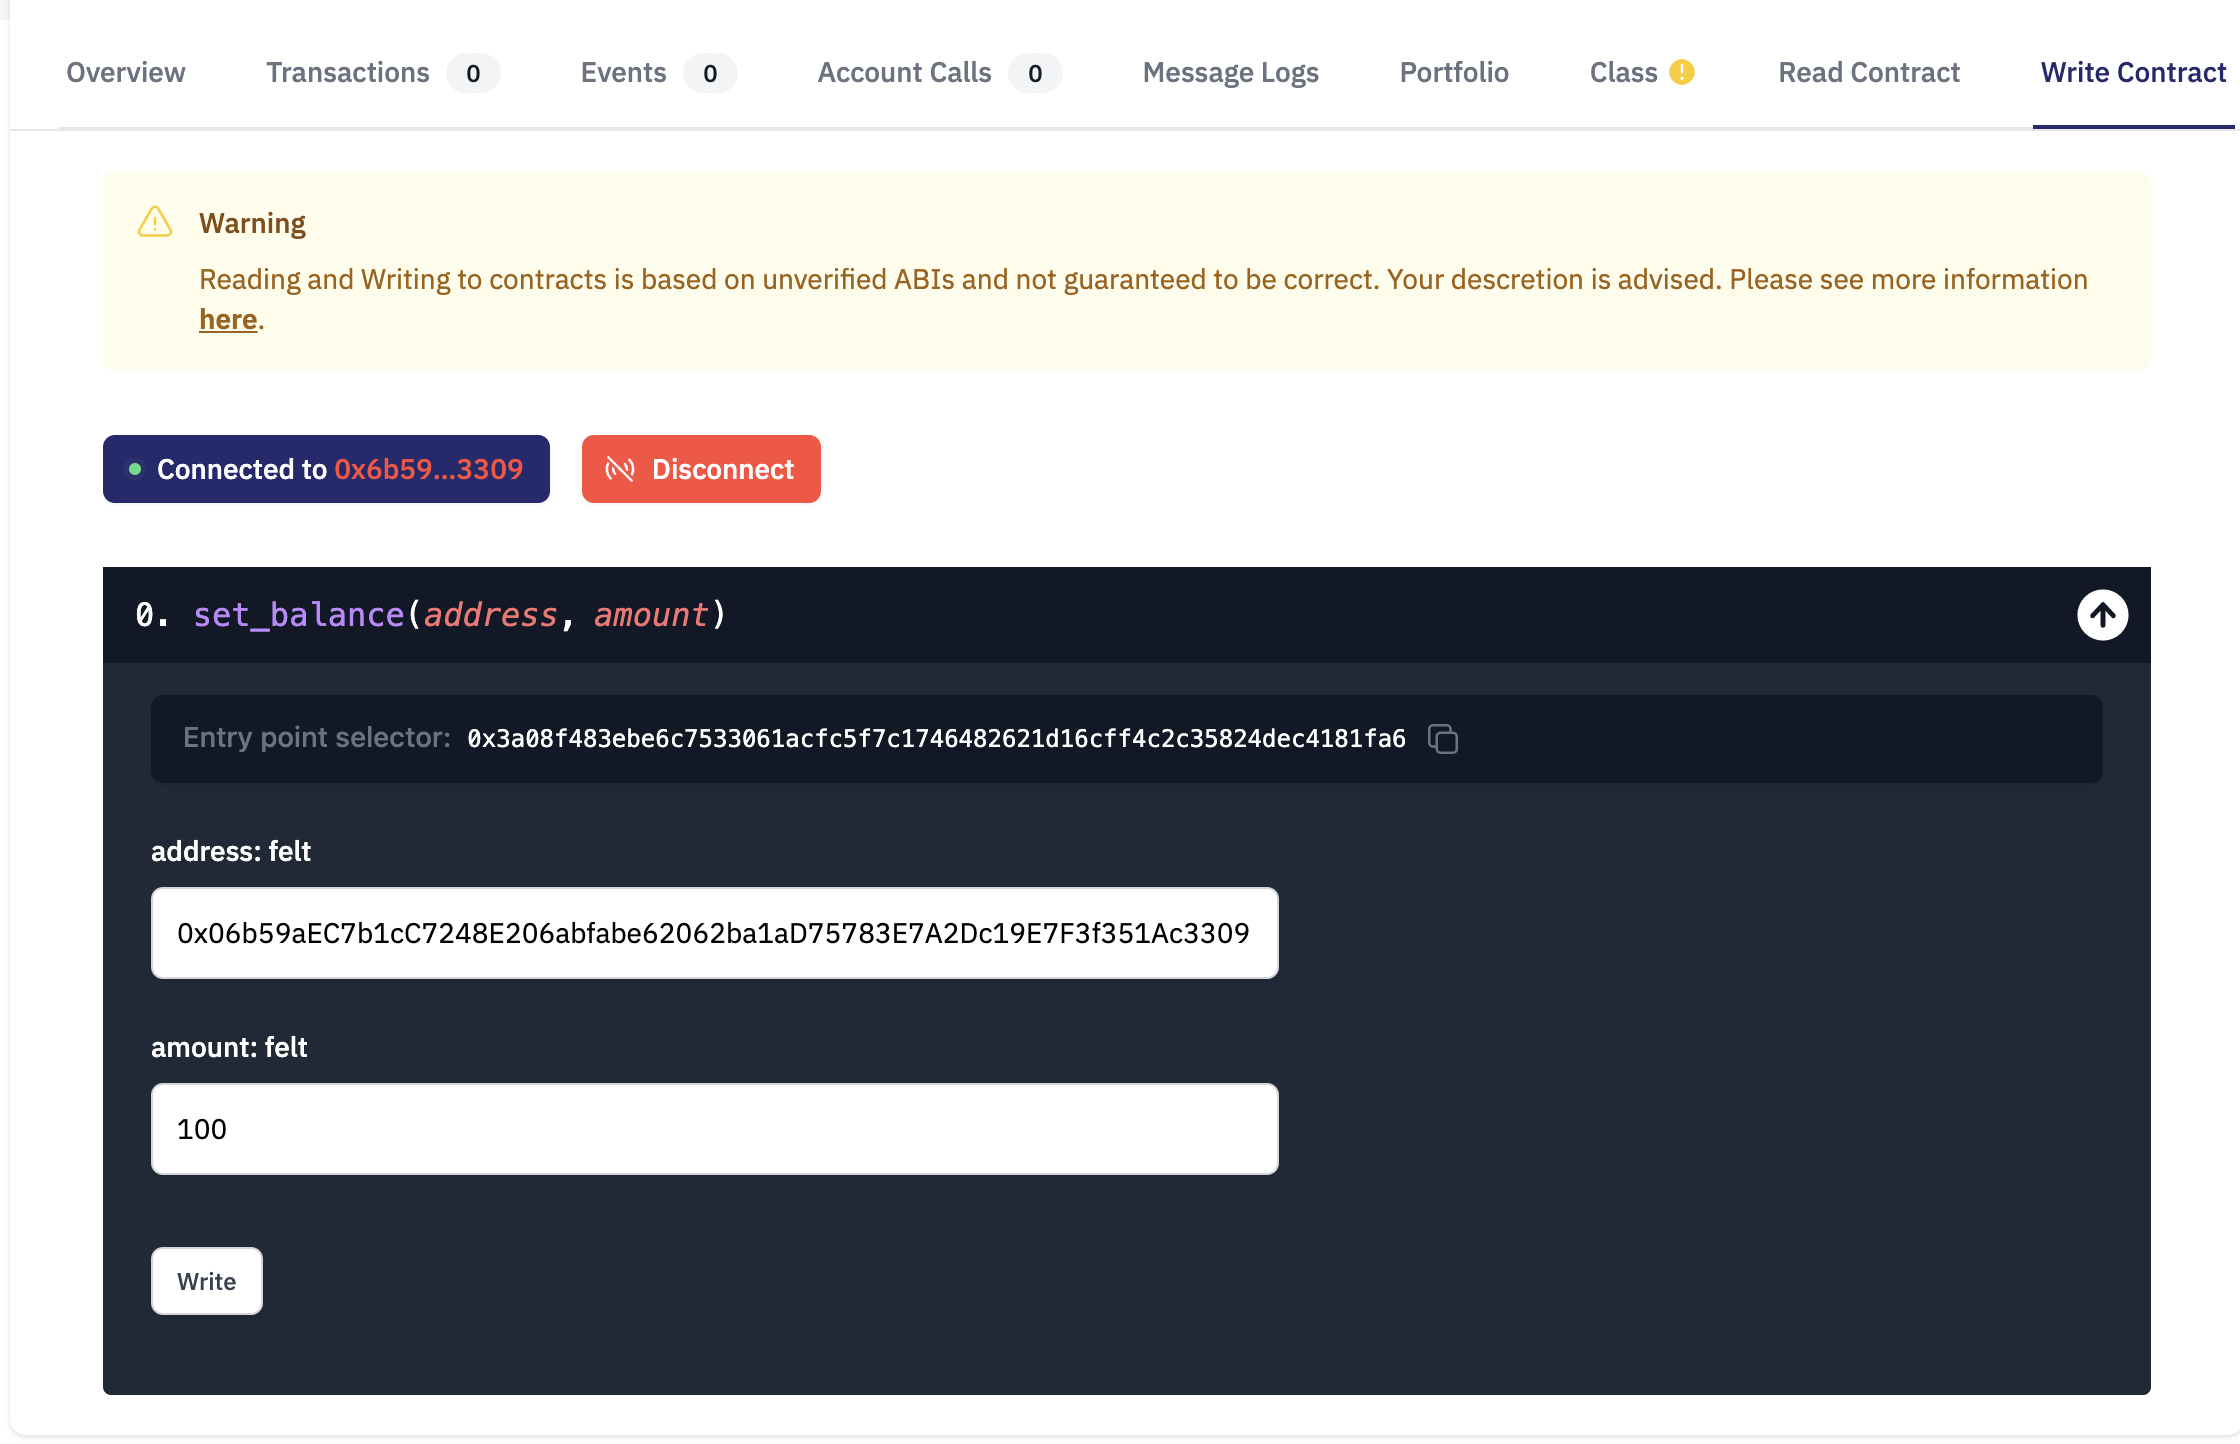 Overview Transactions 0 Events 0 Account Calls 0 Message Logs Portfolio Class ! Read Contract Write Contract
Warning
Reading and Writing to contracts is based on unverified ABIs and not guaranteed to be correct. Your descretion is advised. Please see more information
here.
Connected to 0x6b59...3309 Disconnect
0. set_balance(address, amount)
Entry point selector: 0x3a08f483ebe6c7533061acfc5f7c1746482621d16cff4c2c35824dec4181fa6
address: felt
0x06b59aEC7b1cC7248E206abfabe62062ba1aD75783E7A2Dc19E7F3f351Ac3309
amount: felt
100
Write